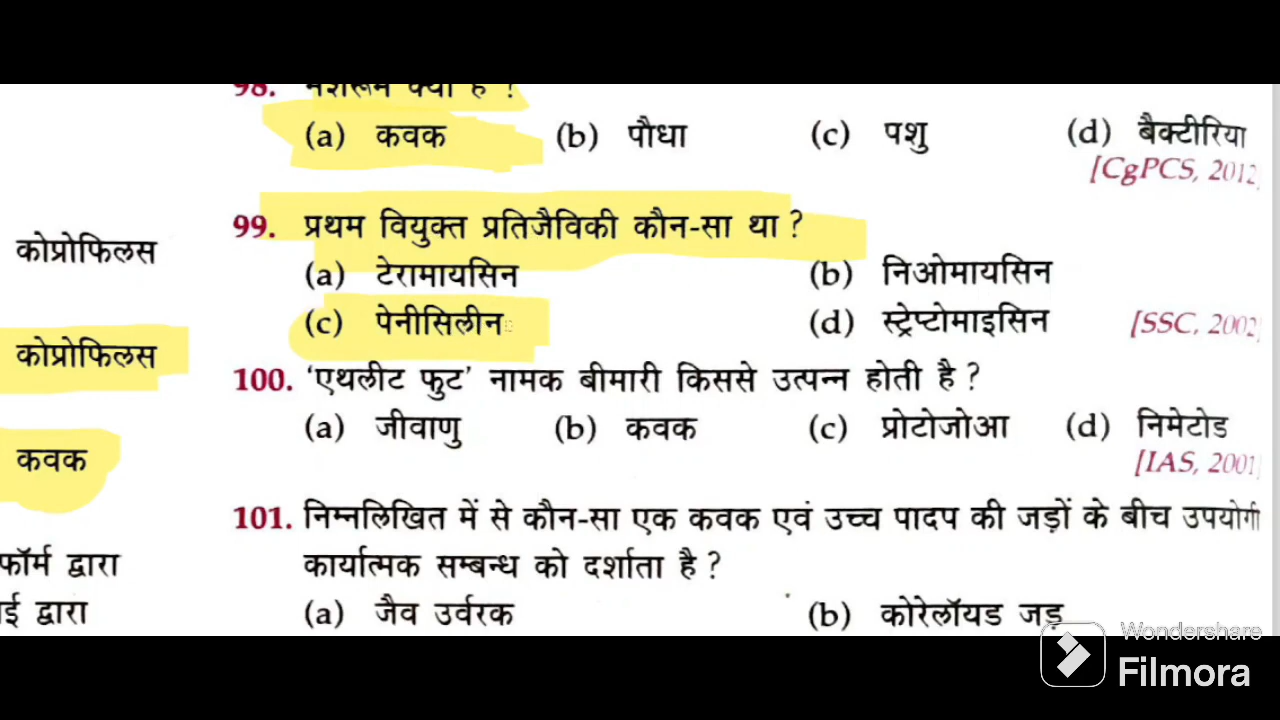 कोप्रोफिलस
कोप्रोफिलस
कवक
फॉर्म द्वारा
ई द्वारा
98. मशरूम क्या है ?
(a) कवक (b) पौधा (c) पशु (d) बैक्टीरिया
[CgPCS, 2012]
99. प्रथम वियुक्त प्रतिजैविकी कौन-सा था ?
(a) टेरामायसिन (b) निओमायसिन
(c) पेनीसिलीन (d) स्ट्रेप्टोमाइसिन [SSC, 2002]
100. ‘एथलीट फुट’ नामक बीमारी किससे उत्पन्न होती है ?
(a) जीवाणु (b) कवक (c) प्रोटोजोआ (d) निमेटोड
[IAS, 2001]
101. निम्नलिखित में से कौन-सा एक कवक एवं उच्च पादप की जड़ों के बीच उपयोगी
कार्यात्मक सम्बन्ध को दर्शाता है ?
(a) जैव उर्वरक (b) कोरेलॉयड जड़
Wondershare
Filmora